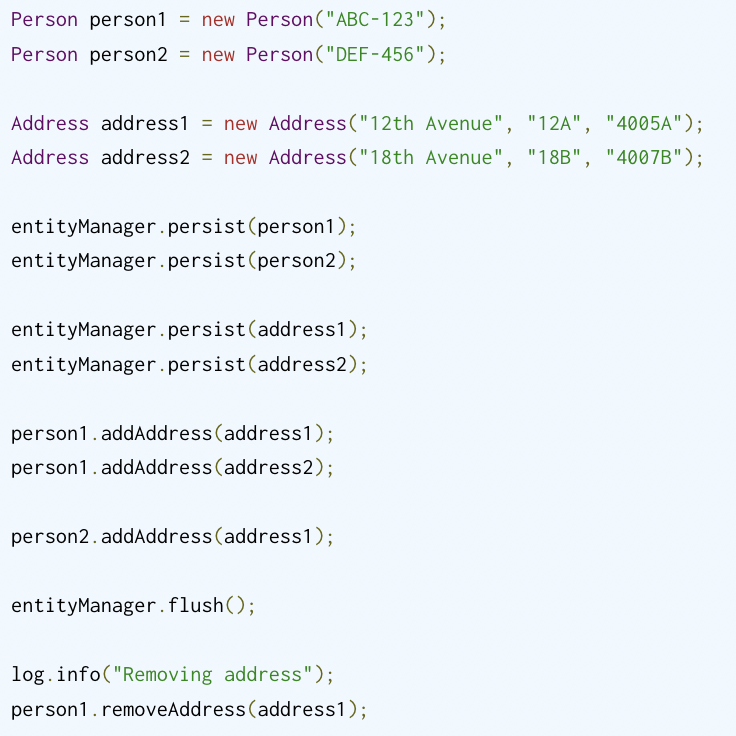 Person person1 = new Person("ABC-123");
Person person2 = new Person("DEF-456");
Address address1 = new Address("12th Avenue", "12A", "4005A");
Address address2 = new Address("18th Avenue", "18B", "4007B");
entityManager.persist(person1);
entityManager.persist(person2);
entityManager.persist(address1);
entityManager.persist(address2);
person1.addAddress(address1);
person1.addAddress(address2);
person2.addAddress(address1);
entityManager.flush();
log.info("Removing address");
person1.removeAddress(address1);